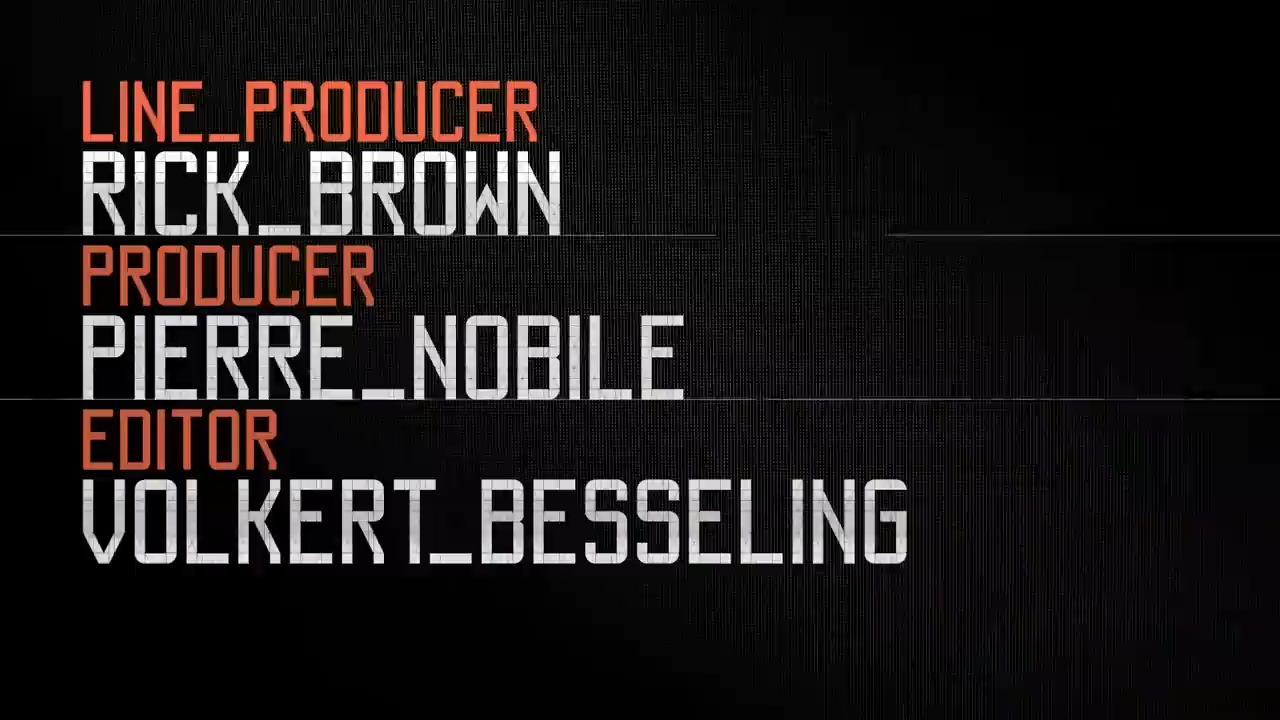 LINE_PRODUCER
RICK_BROWN
PRODUCER
PIERRE_NOBILE
EDITOR
VOLKERT_BESSELING